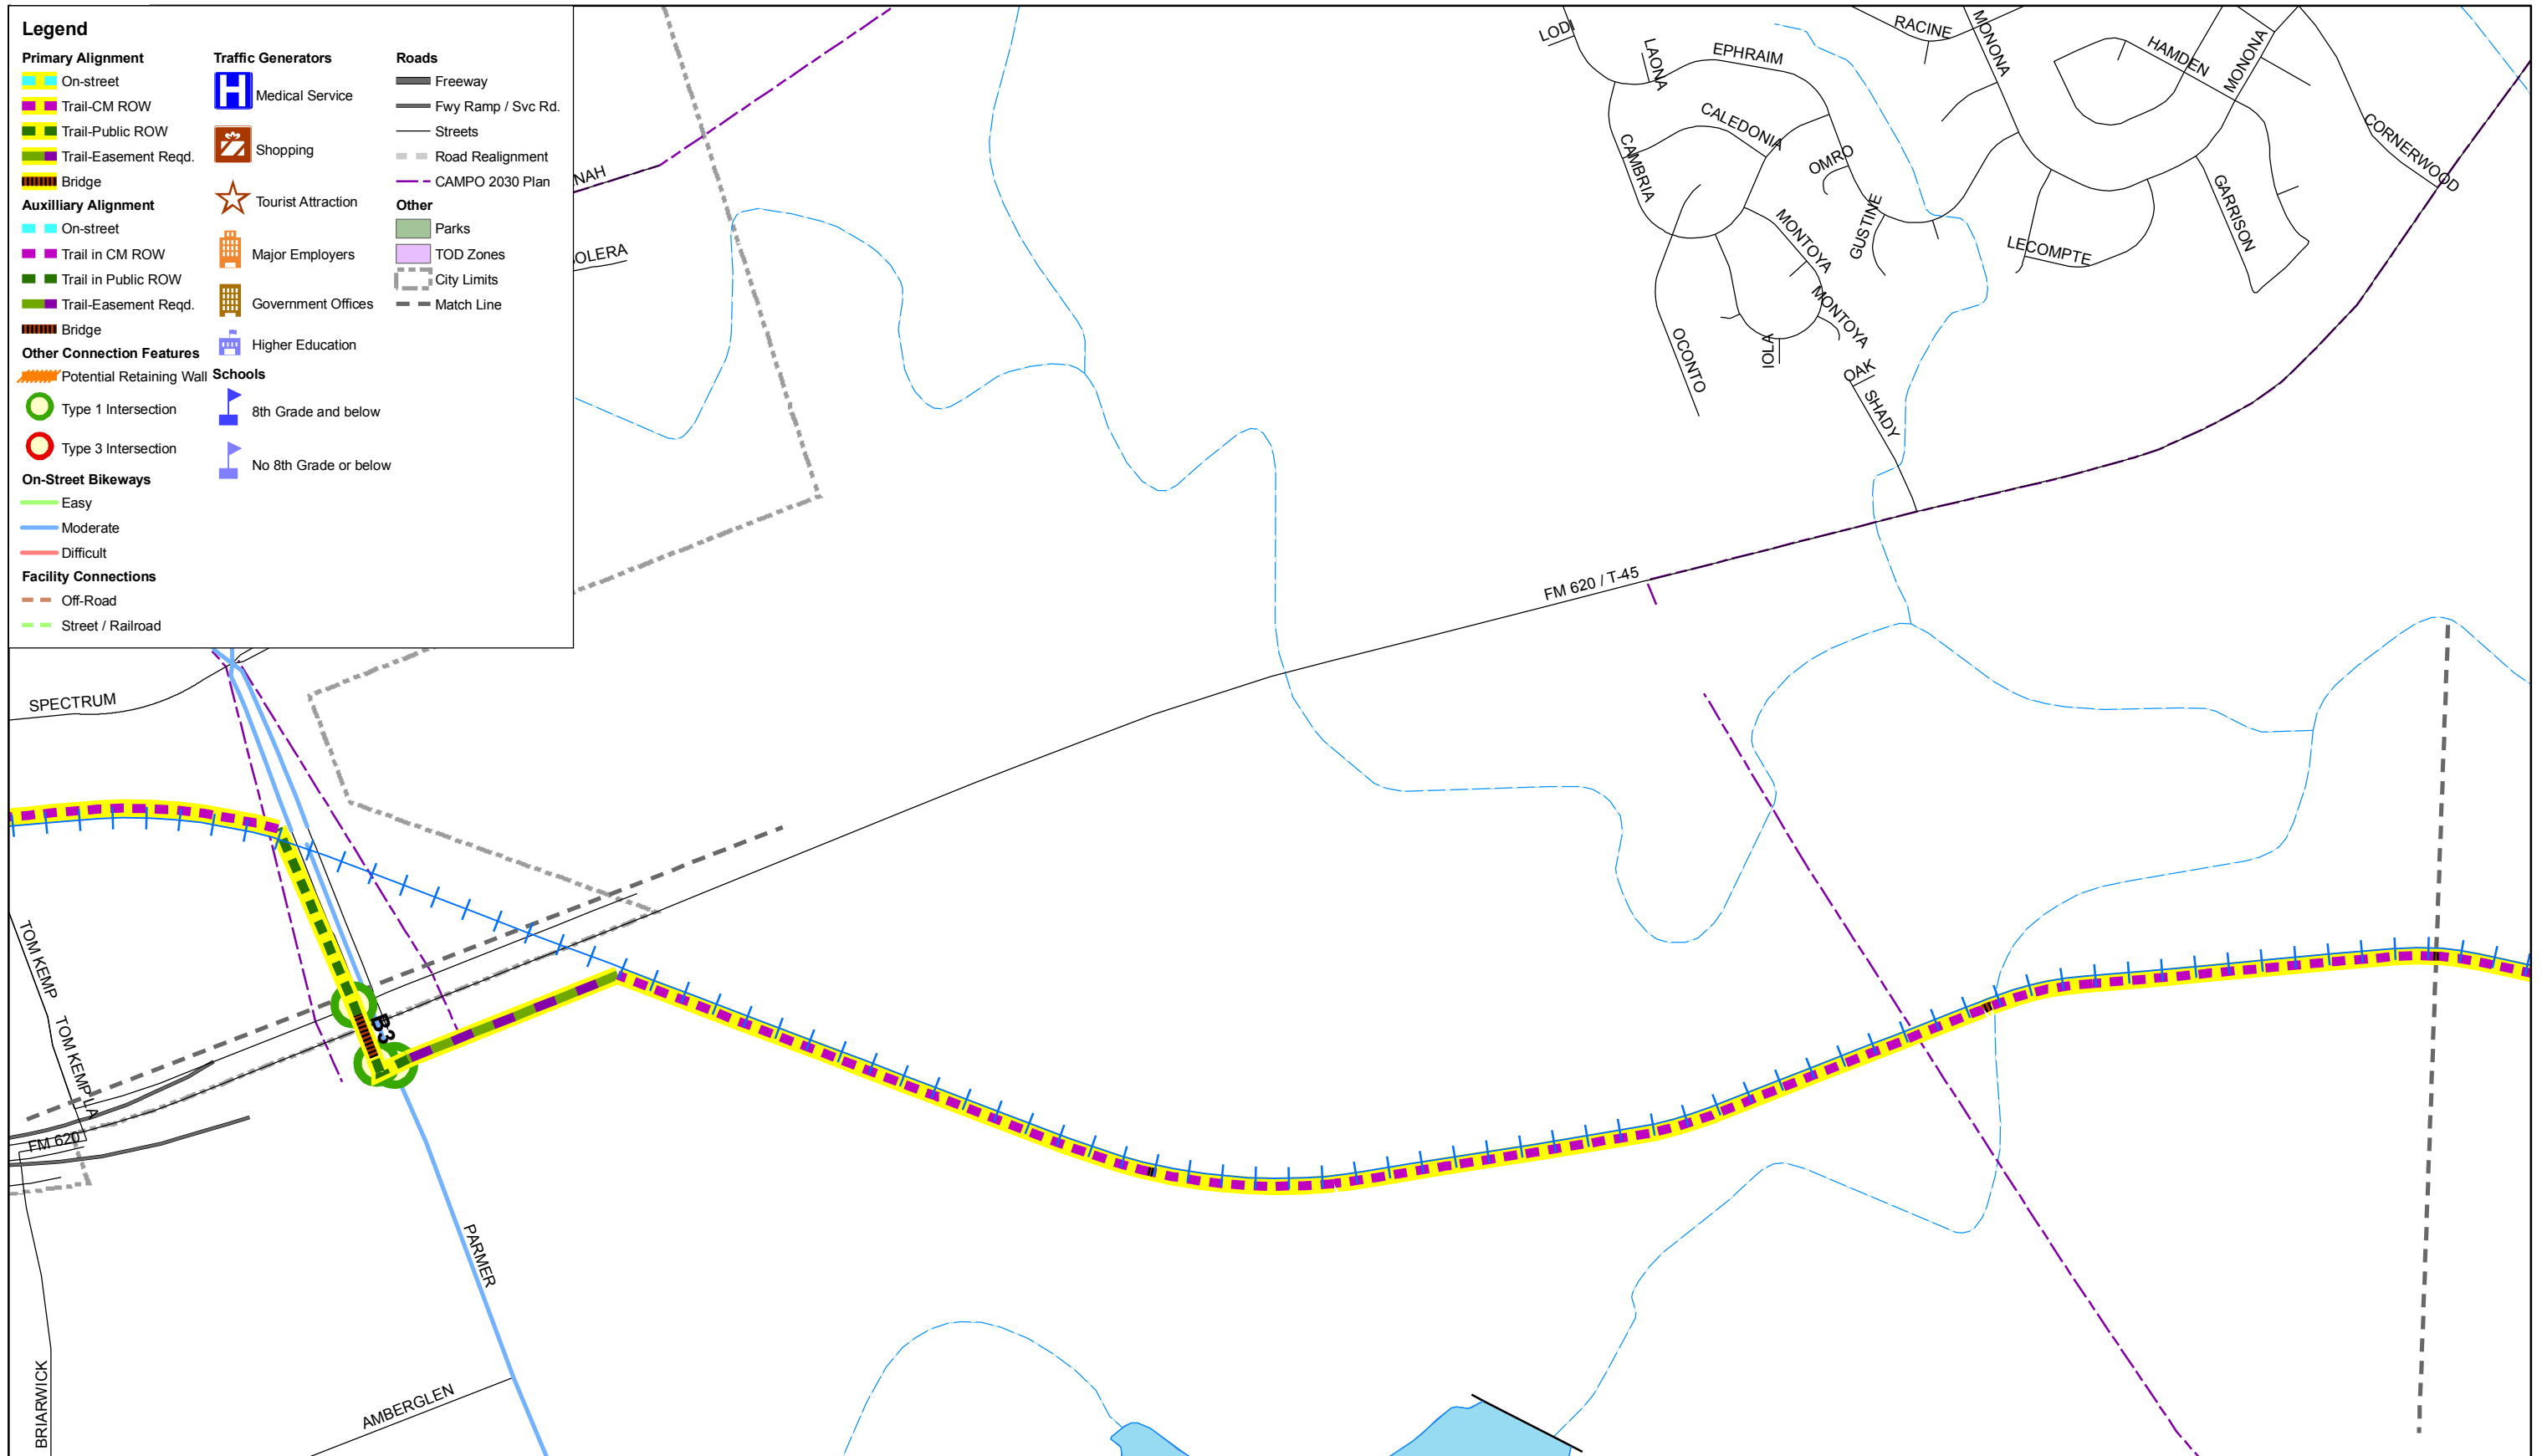 Legend
Primary Alignment
On-street
Trail-CM ROW
Trail-Public ROW
Trail-Easement Reqd.
Bridge
Auxilliary Alignment
On-street
Trail in CM ROW
Trail in Public ROW
Trail-Easement Reqd.
Bridge
Other Connection Features
Potential Retaining Wall
Type 1 Intersection
Type 3 Intersection
On-Street Bikeways
Easy
Moderate
Difficult
Facility Connections
Off-Road
Street / Railroad
Traffic Generators
H
Medical Service
Shopping
Tourist Attraction
Major Employers
Government Offices
Higher Education
Schools
8th Grade and below
No 8th Grade or below
Roads
Freeway
Fwy Ramp / Svc Rd.
Streets
Road Realignment
CAMPO 2030 Plan
Other
Parks
TOD Zones
City Limits
Match Line
NAH
OLERA
LODI
LAONA
EPHRAIM
RACINE
MONONA
HAMDEN
MONONA
CORNERWOOD
CALEDONIA
CAMBRIA
OMRO
GUSTINE
MONTOYA
LECOMPTE
GARRISON
MONTOYA
OCONTO
IOLA
OAK
SHADY
FM 620 / T-45
SPECTRUM
TOM KEMP
TOM KEMP LA
B3
FM 620
PARMER
BRIARWICK
AMBERGLEN